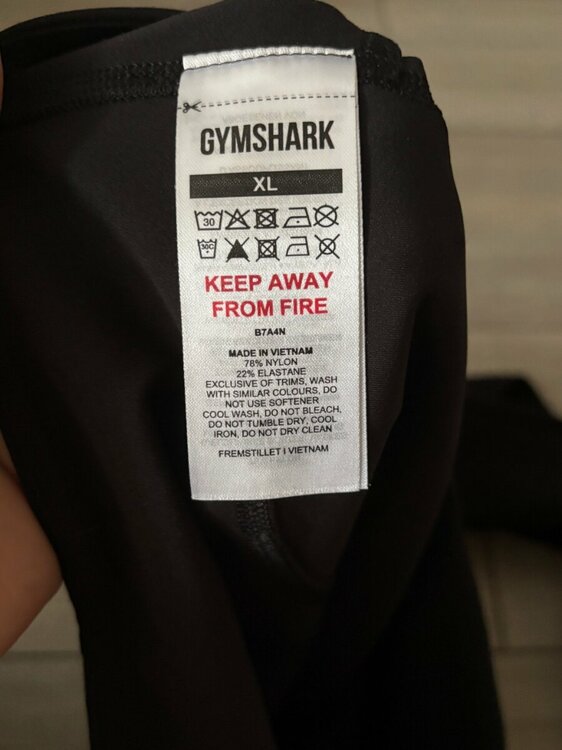 GYMSHARK
XL
30
30C
KEEP AWAY
FROM FIRE
B7A4N
MADE IN VIETNAM
78% NYLON
22% ELASTANE
EXCLUSIVE OF TRIMS, WASH
WITH SIMILAR COLOURS, DO
NOT USE SOFTENER
COOL WASH, DO NOT BLEACH,
DO NOT TUMBLE DRY, COOL
IRON, DO NOT DRY CLEAN
FREMSTILLET I VIETNAM